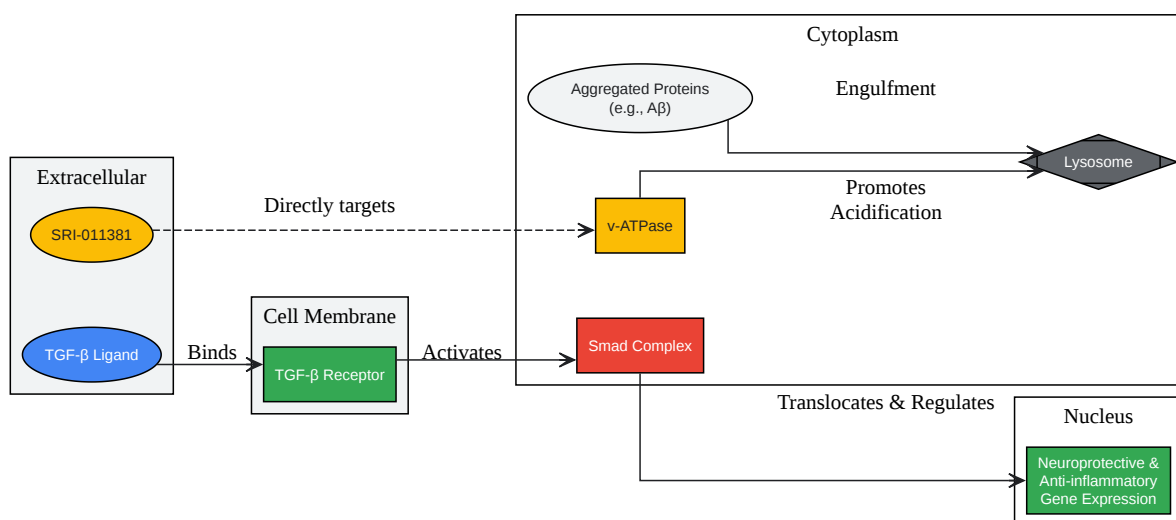 Cytoplasm
Aggregated Proteins
(e.g., Aβ)
Engulfment
Lysosome
Extracellular
SRI-011381
Directly targets
v-ATPase
Promotes
Acidification
Cell Membrane
TGF-β Ligand
Binds
TGF-β Receptor
Activates
Smad Complex
Translocates & Regulates
Nucleus
Neuroprotective &
Anti-inflammatory
Gene Expression